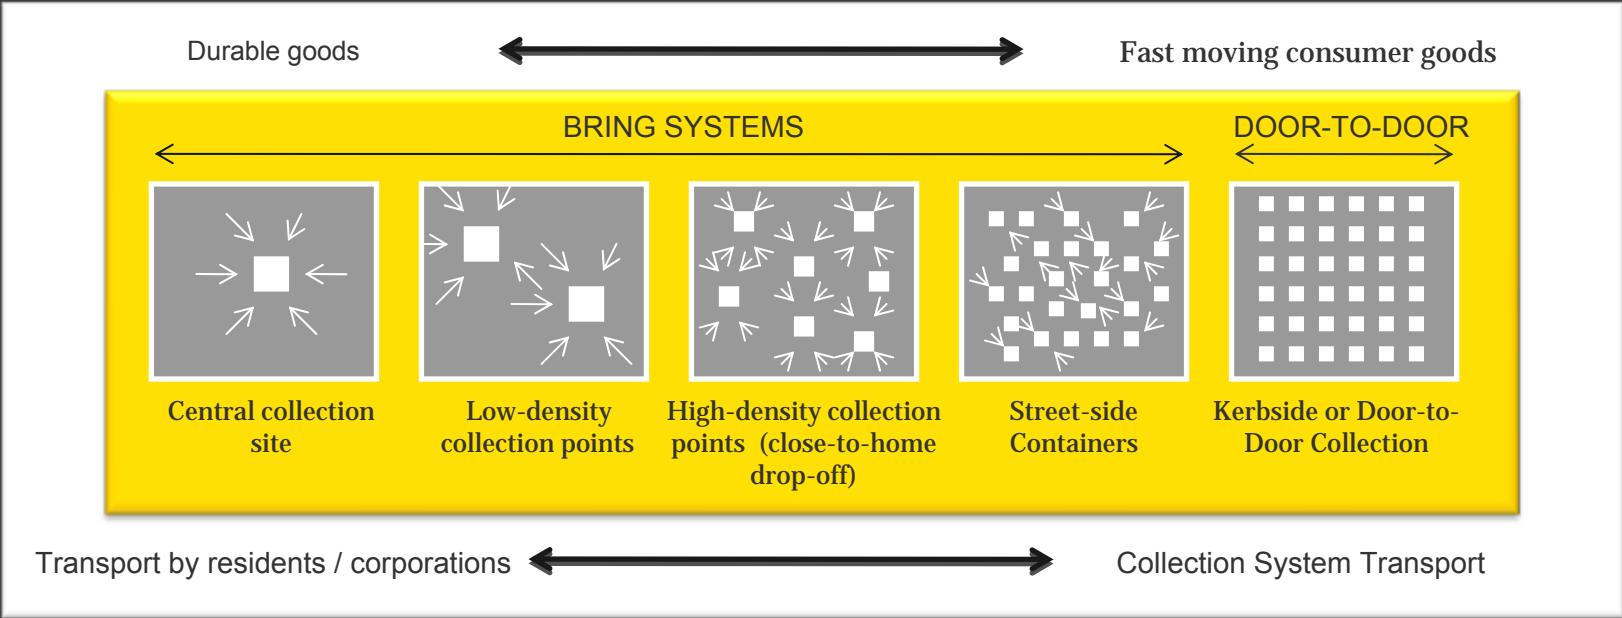 Durable goods
Fast moving consumer goods
BRING SYSTEMS
DOOR-TO-DOOR
Central collection
site
Low-density
collection points
High-density collection
points (close-to-home
drop-off)
Street-side
Containers
Kerbside or Door-to-
Door Collection
Transport by residents / corporations
Collection System Transport